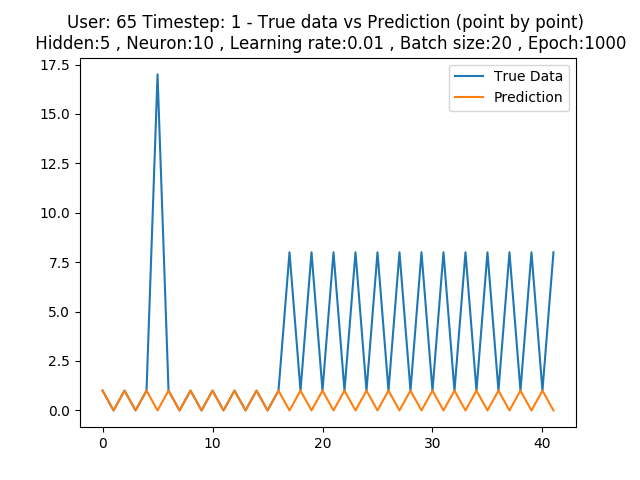 User: 65 Timestep: 1 - True data vs Prediction (point by point)
Hidden:5 , Neuron:10 , Learning rate:0.01 , Batch size:20 , Epoch:1000
True Data
Prediction
17.5
15.0
12.5
10.0
7.5
5.0
2.5
0.0
0 10 20 30 40